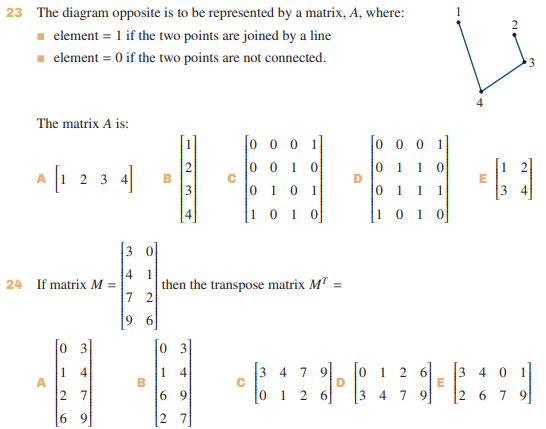 23 The diagram opposite is to be represented by a matrix, A, where:
■ element = 1 if the two points are joined by a line
■ element = 0 if the two points are not connected.
1
2
3
4
The matrix A is:
A [1 2 3 4]
B [1
2
3
4]
C [0 0 0 1
0 0 1 0
0 1 0 1
1 0 1 0]
D [0 0 0 1
0 1 1 0
0 1 1 1
1 0 1 0]
E [1 2
3 4]
24 If matrix M = [3 0
4 1
7 2
9 6] then the transpose matrix Mᵀ =
A [0 3
1 4
2 7
6 9]
B [0 3
1 4
6 9
2 7]
C [3 4 7 9
0 1 2 6]
D [0 1 2 6
3 4 7 9]
E [3 4 0 1
2 6 7 9]